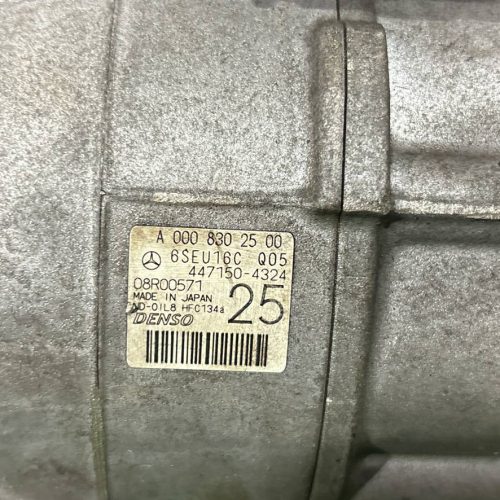 A 000 830 25 00
6SEU16C Q05
447150-4324
08R00571
MADE IN JAPAN
ND-OIL8 HFC134a
25
DENSO